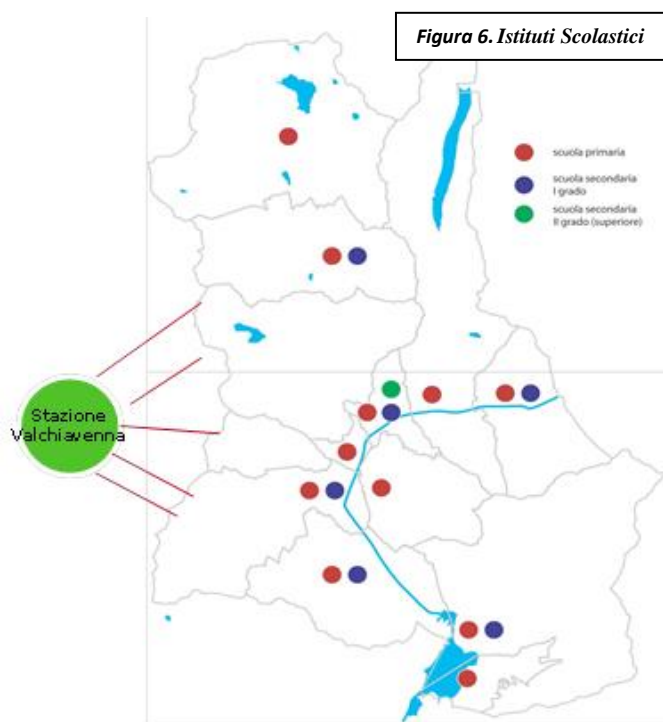 Figura 6. Istituti Scolastici
scuola primaria
scuola secondaria
I grado
scuola secondaria
II grado (superiore)
Stazione
Valchiavenna